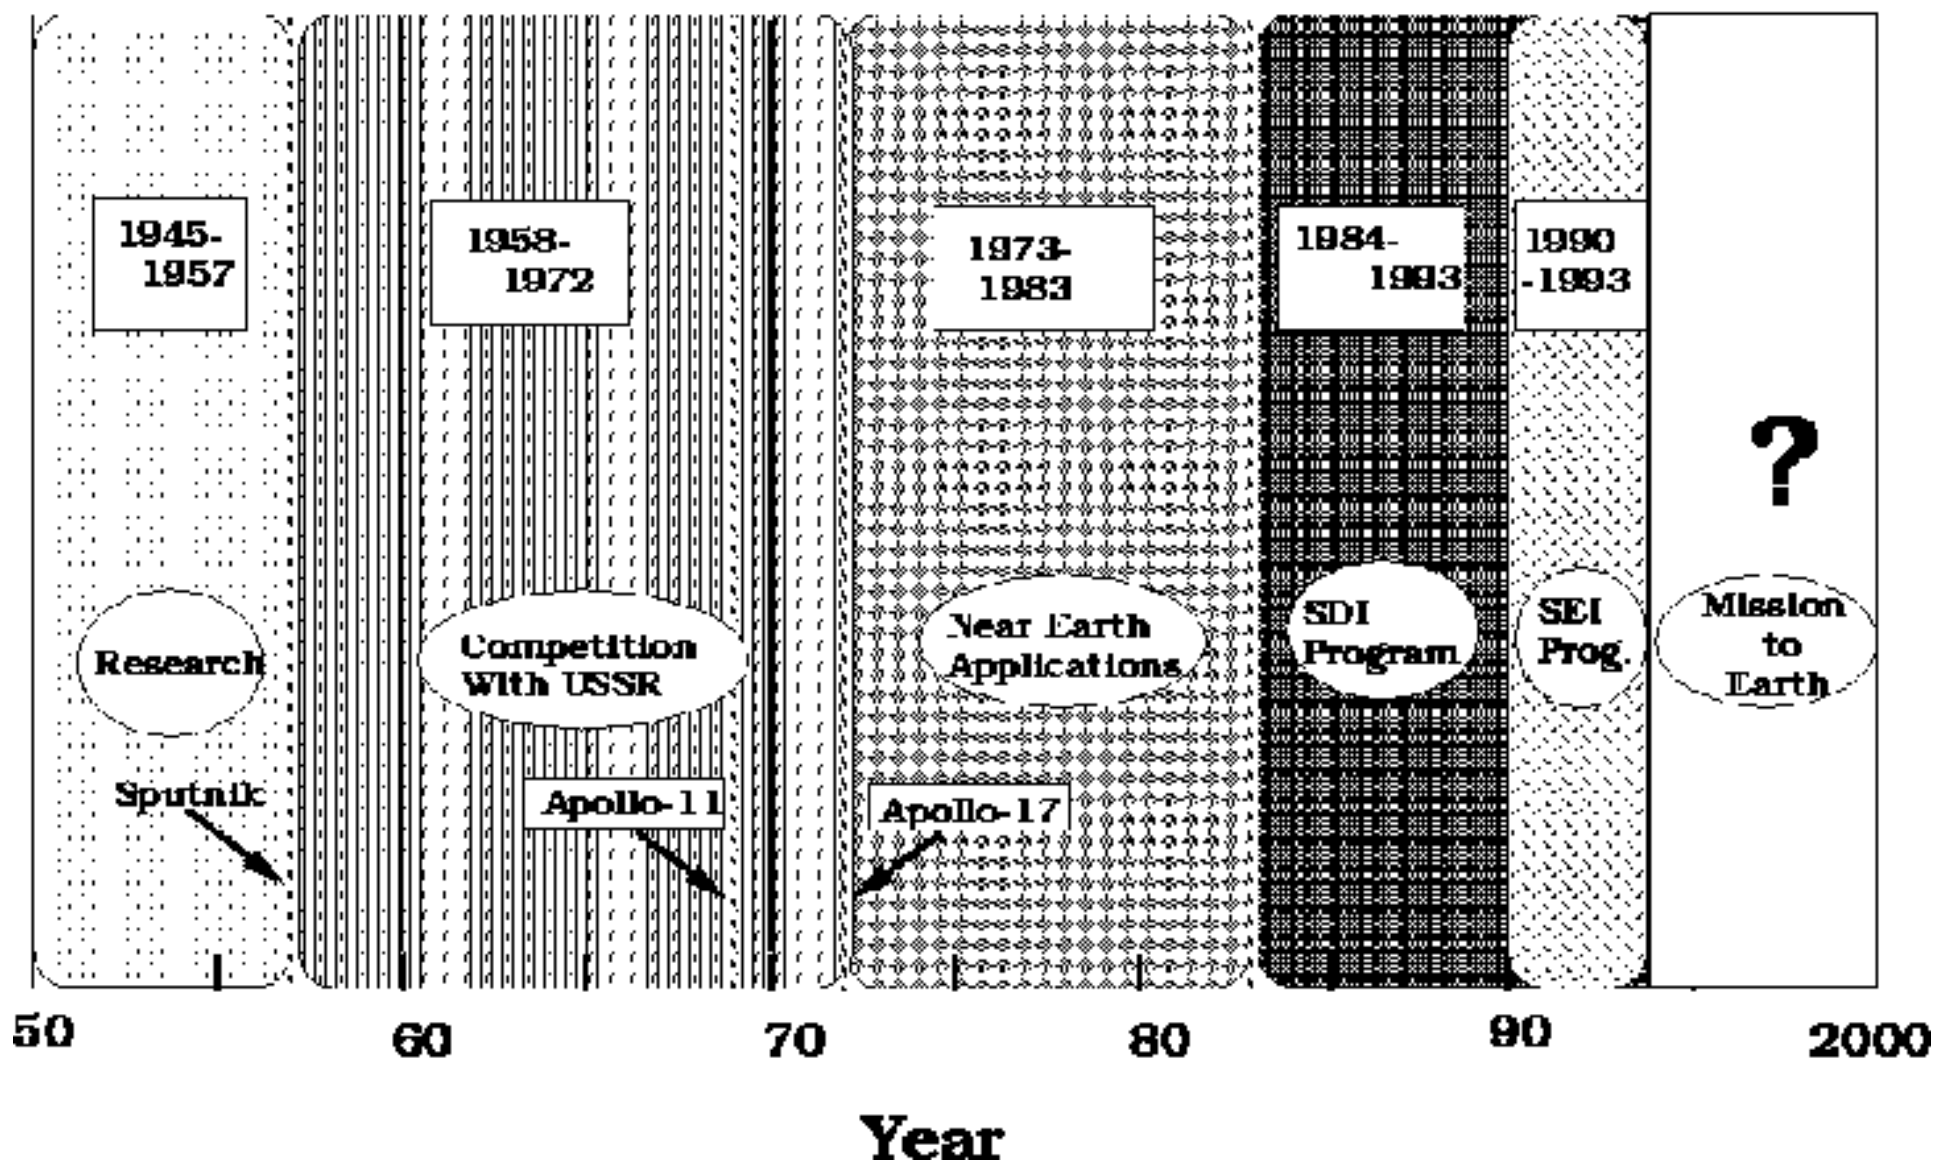 1945-
1957
1958-
1972
1973-
1983
1984-
1993
1990
-1993
?
Research
Competition
With USSR
Near Earth
Applications
SDI
Program
SEI
Prog.
Mission
to
Earth
Sputnik
Apollo-11
Apollo-17
50
60
70
80
90
2000
Year